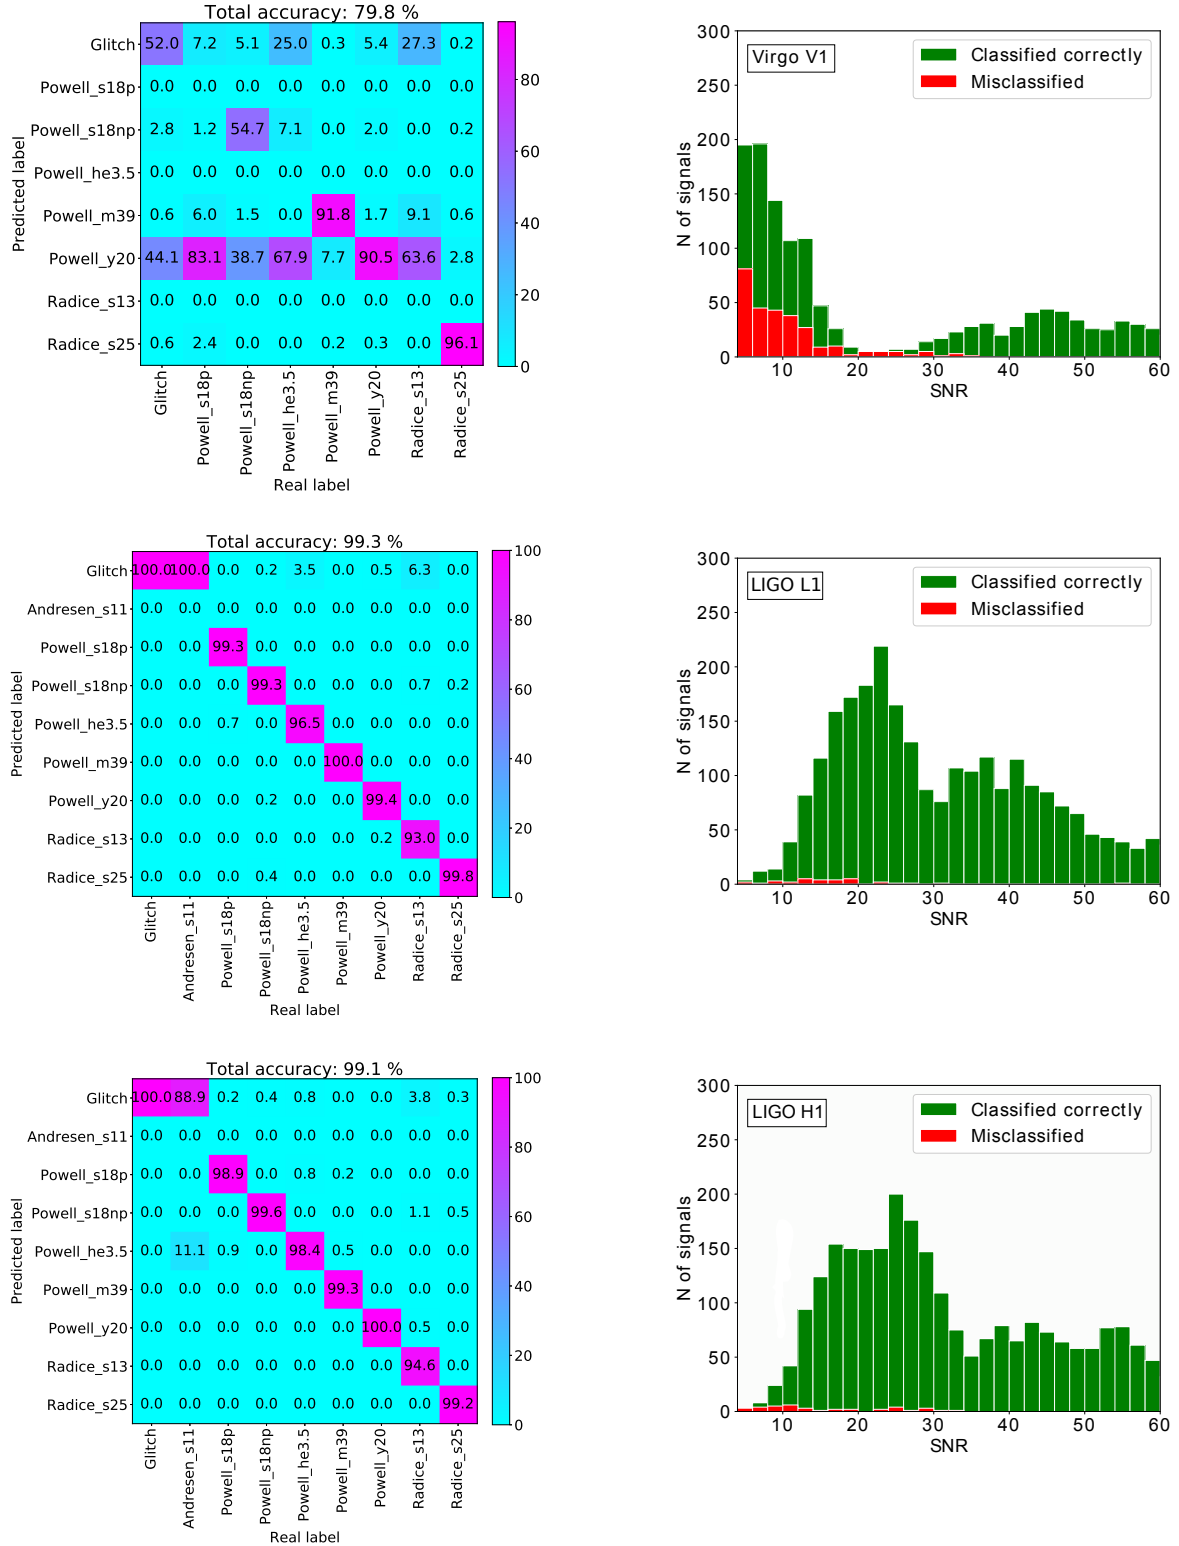 Total accuracy: 79.8 %
Predicted label
Glitch 52.0 7.2 5.1 25.0 0.3 5.4 27.3 0.2
Powell_s18p 0.0 0.0 0.0 0.0 0.0 0.0 0.0 0.0
Powell_s18np 2.8 1.2 54.7 7.1 0.0 2.0 0.0 0.2
Powell_he3.5 0.0 0.0 0.0 0.0 0.0 0.0 0.0 0.0
Powell_m39 0.6 6.0 1.5 0.0 91.8 1.7 9.1 0.6
Powell_y20 44.1 83.1 38.7 67.9 7.7 90.5 63.6 2.8
Radice_s13 0.0 0.0 0.0 0.0 0.0 0.0 0.0 0.0
Radice_s25 0.6 2.4 0.0 0.0 0.2 0.3 0.0 96.1
Glitch Powell_s18p Powell_s18np Powell_he3.5 Powell_m39 Powell_y20 Radice_s13 Radice_s25
Real label
80
60
40
20
0
Virgo V1
Classified correctly
Misclassified
N of signals
300
250
200
150
100
50
0
10 20 30 40 50 60
SNR
Total accuracy: 99.3 %
Predicted label
Glitch 100.0 100.0 0.0 0.2 3.5 0.0 0.5 6.3 0.0
Andresen_s11 0.0 0.0 0.0 0.0 0.0 0.0 0.0 0.0 0.0
Powell_s18p 0.0 0.0 99.3 0.0 0.0 0.0 0.0 0.0 0.0
Powell_s18np 0.0 0.0 0.0 99.3 0.0 0.0 0.0 0.7 0.2
Powell_he3.5 0.0 0.0 0.7 0.0 96.5 0.0 0.0 0.0 0.0
Powell_m39 0.0 0.0 0.0 0.0 0.0 100.0 0.0 0.0 0.0
Powell_y20 0.0 0.0 0.0 0.2 0.0 0.0 99.4 0.0 0.0
Radice_s13 0.0 0.0 0.0 0.0 0.0 0.0 0.2 93.0 0.0
Radice_s25 0.0 0.0 0.0 0.4 0.0 0.0 0.0 0.0 99.8
Glitch Andresen_s11 Powell_s18p Powell_s18np Powell_he3.5 Powell_m39 Powell_y20 Radice_s13 Radice_s25
Real label
100
80
60
40
20
0
LIGO L1
Classified correctly
Misclassified
N of signals
300
250
200
150
100
50
0
10 20 30 40 50 60
SNR
Total accuracy: 99.1 %
Predicted label
Glitch 100.0 88.9 0.2 0.4 0.8 0.0 0.0 3.8 0.3
Andresen_s11 0.0 0.0 0.0 0.0 0.0 0.0 0.0 0.0 0.0
Powell_s18p 0.0 0.0 98.9 0.0 0.8 0.2 0.0 0.0 0.0
Powell_s18np 0.0 0.0 0.0 99.6 0.0 0.0 0.0 1.1 0.5
Powell_he3.5 0.0 11.1 0.9 0.0 98.4 0.5 0.0 0.0 0.0
Powell_m39 0.0 0.0 0.0 0.0 0.0 99.3 0.0 0.0 0.0
Powell_y20 0.0 0.0 0.0 0.0 0.0 0.0 100.0 0.5 0.0
Radice_s13 0.0 0.0 0.0 0.0 0.0 0.0 0.0 94.6 0.0
Radice_s25 0.0 0.0 0.0 0.0 0.0 0.0 0.0 0.0 99.2
Glitch Andresen_s11 Powell_s18p Powell_s18np Powell_he3.5 Powell_m39 Powell_y20 Radice_s13 Radice_s25
Real label
100
80
60
40
20
0
LIGO H1
Classified correctly
Misclassified
N of signals
300
250
200
150
100
50
0
10 20 30 40 50 60
SNR